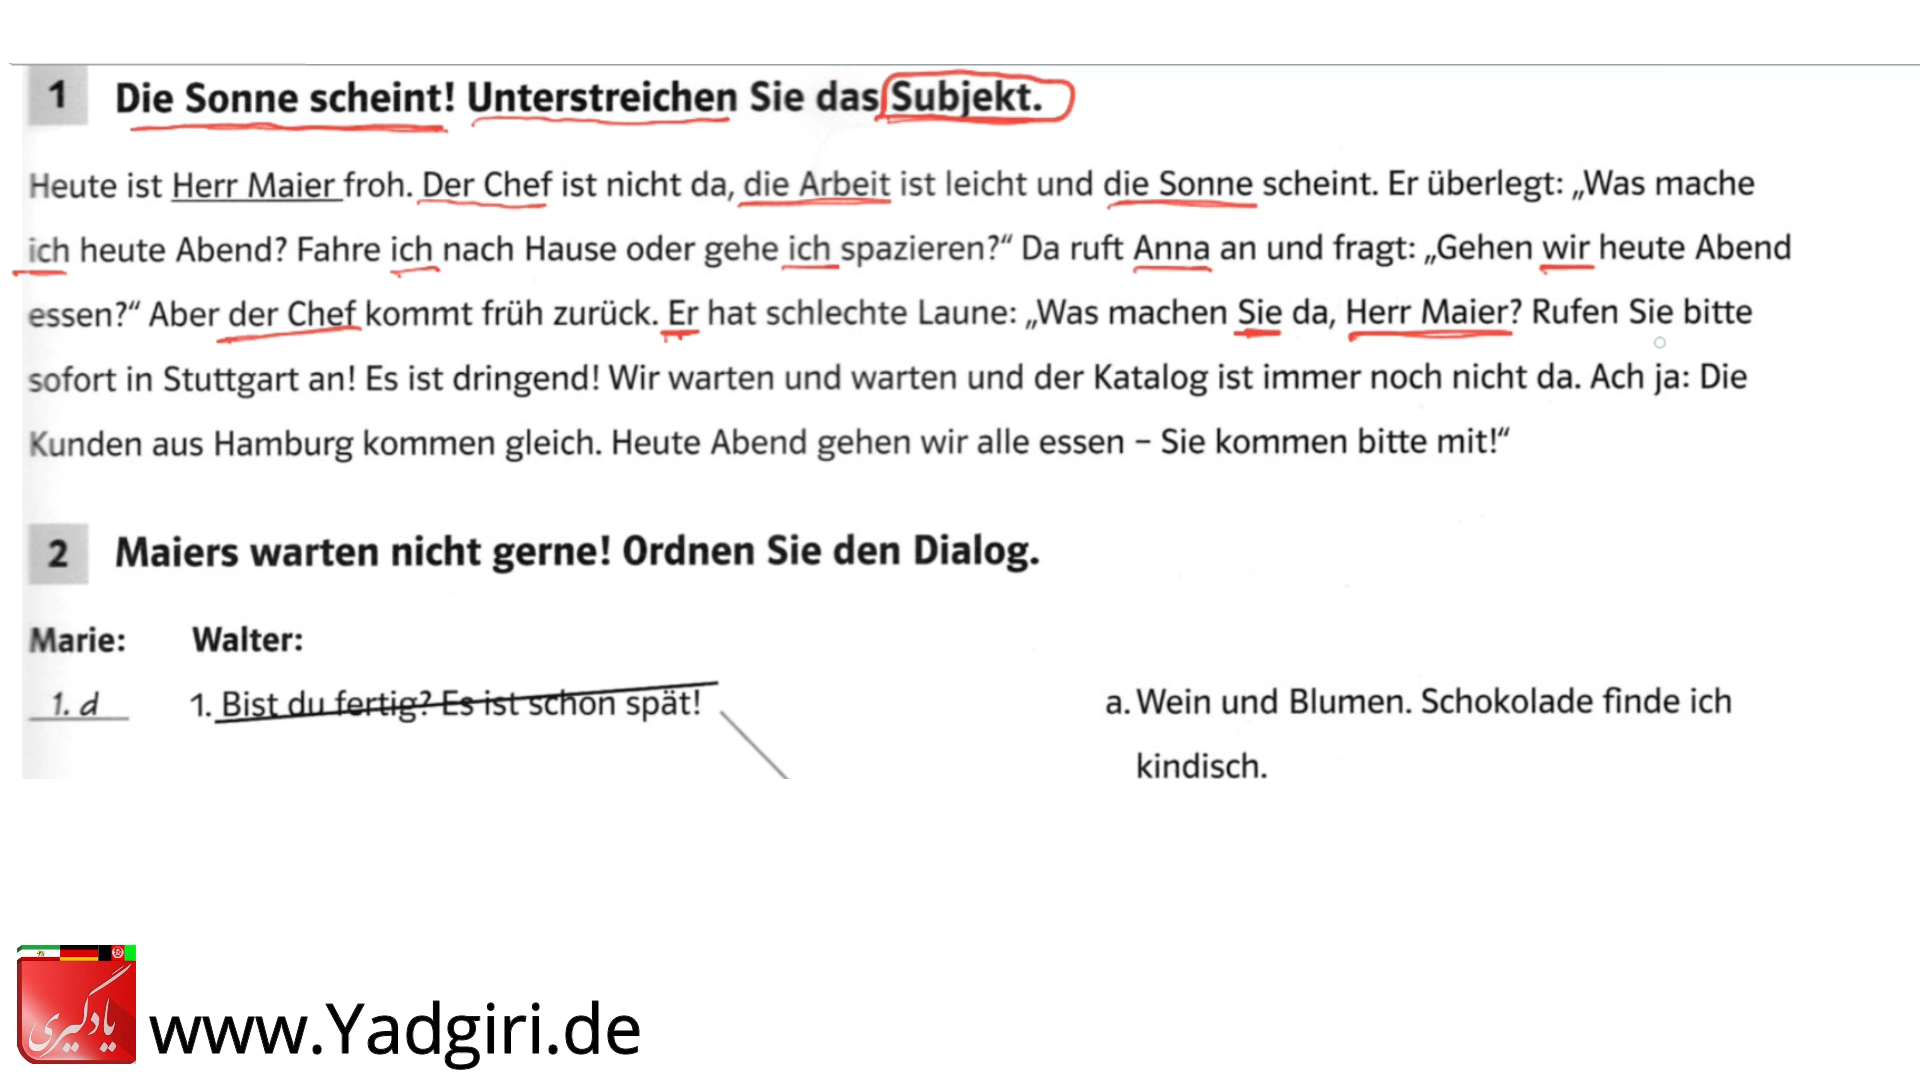 1 Die Sonne scheint! Unterstreichen Sie das Subjekt.
Heute ist Herr Maier froh. Der Chef ist nicht da, die Arbeit ist leicht und die Sonne scheint. Er überlegt: „Was mache
ich heute Abend? Fahre ich nach Hause oder gehe ich spazieren?“ Da ruft Anna an und fragt: „Gehen wir heute Abend
essen?“ Aber der Chef kommt früh zurück. Er hat schlechte Laune: „Was machen Sie da, Herr Maier? Rufen Sie bitte
sofort in Stuttgart an! Es ist dringend! Wir warten und warten und der Katalog ist immer noch nicht da. Ach ja: Die
Kunden aus Hamburg kommen gleich. Heute Abend gehen wir alle essen – Sie kommen bitte mit!“
2 Maiers warten nicht gerne! Ordnen Sie den Dialog.
Marie: Walter:
1. d 1. Bist du fertig? Es ist schon spät! a. Wein und Blumen. Schokolade finde ich
kindisch.
یادگیری www.Yadgiri.de